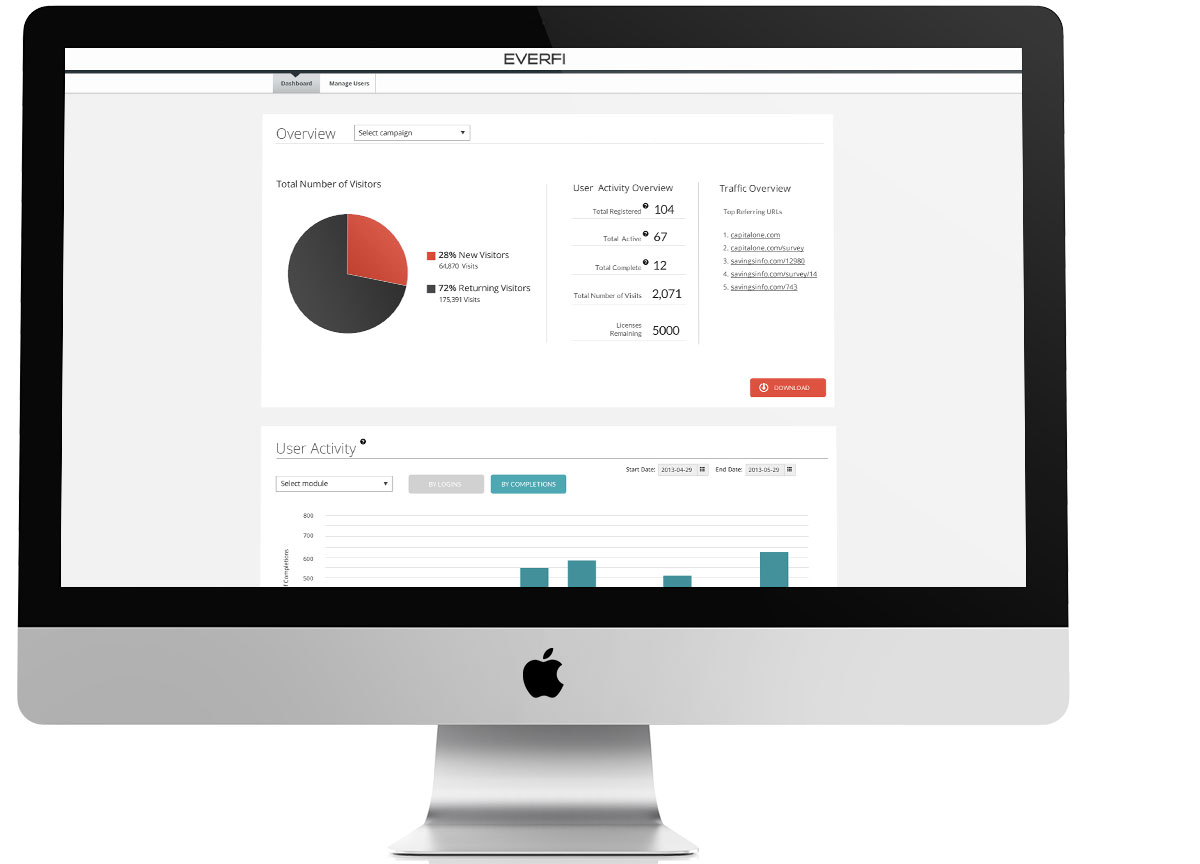 EVERFI
Dashboard
Manage Users
Overview
Select campaign
Total Number of Visitors
28% New Visitors
64,870 Visits
72% Returning Visitors
175,391 Visits
User Activity Overview
Total Registered ? 104
Total Active ? 67
Total Complete ? 12
Total Number of Visits 2,071
Licenses
Remaining 5000
Traffic Overview
Top Referring URLs
1. capitalone.com
2. capitalone.com/survey
3. savingsinfo.com/12980
4. savingsinfo.com/survey/14
5. savingsinfo.com/743
DOWNLOAD
User Activity ?
Start Date: 2013-04-29 End Date: 2013-05-29
Select module
BY LOGINS
BY COMPLETIONS
800
700
600
500
f Completions